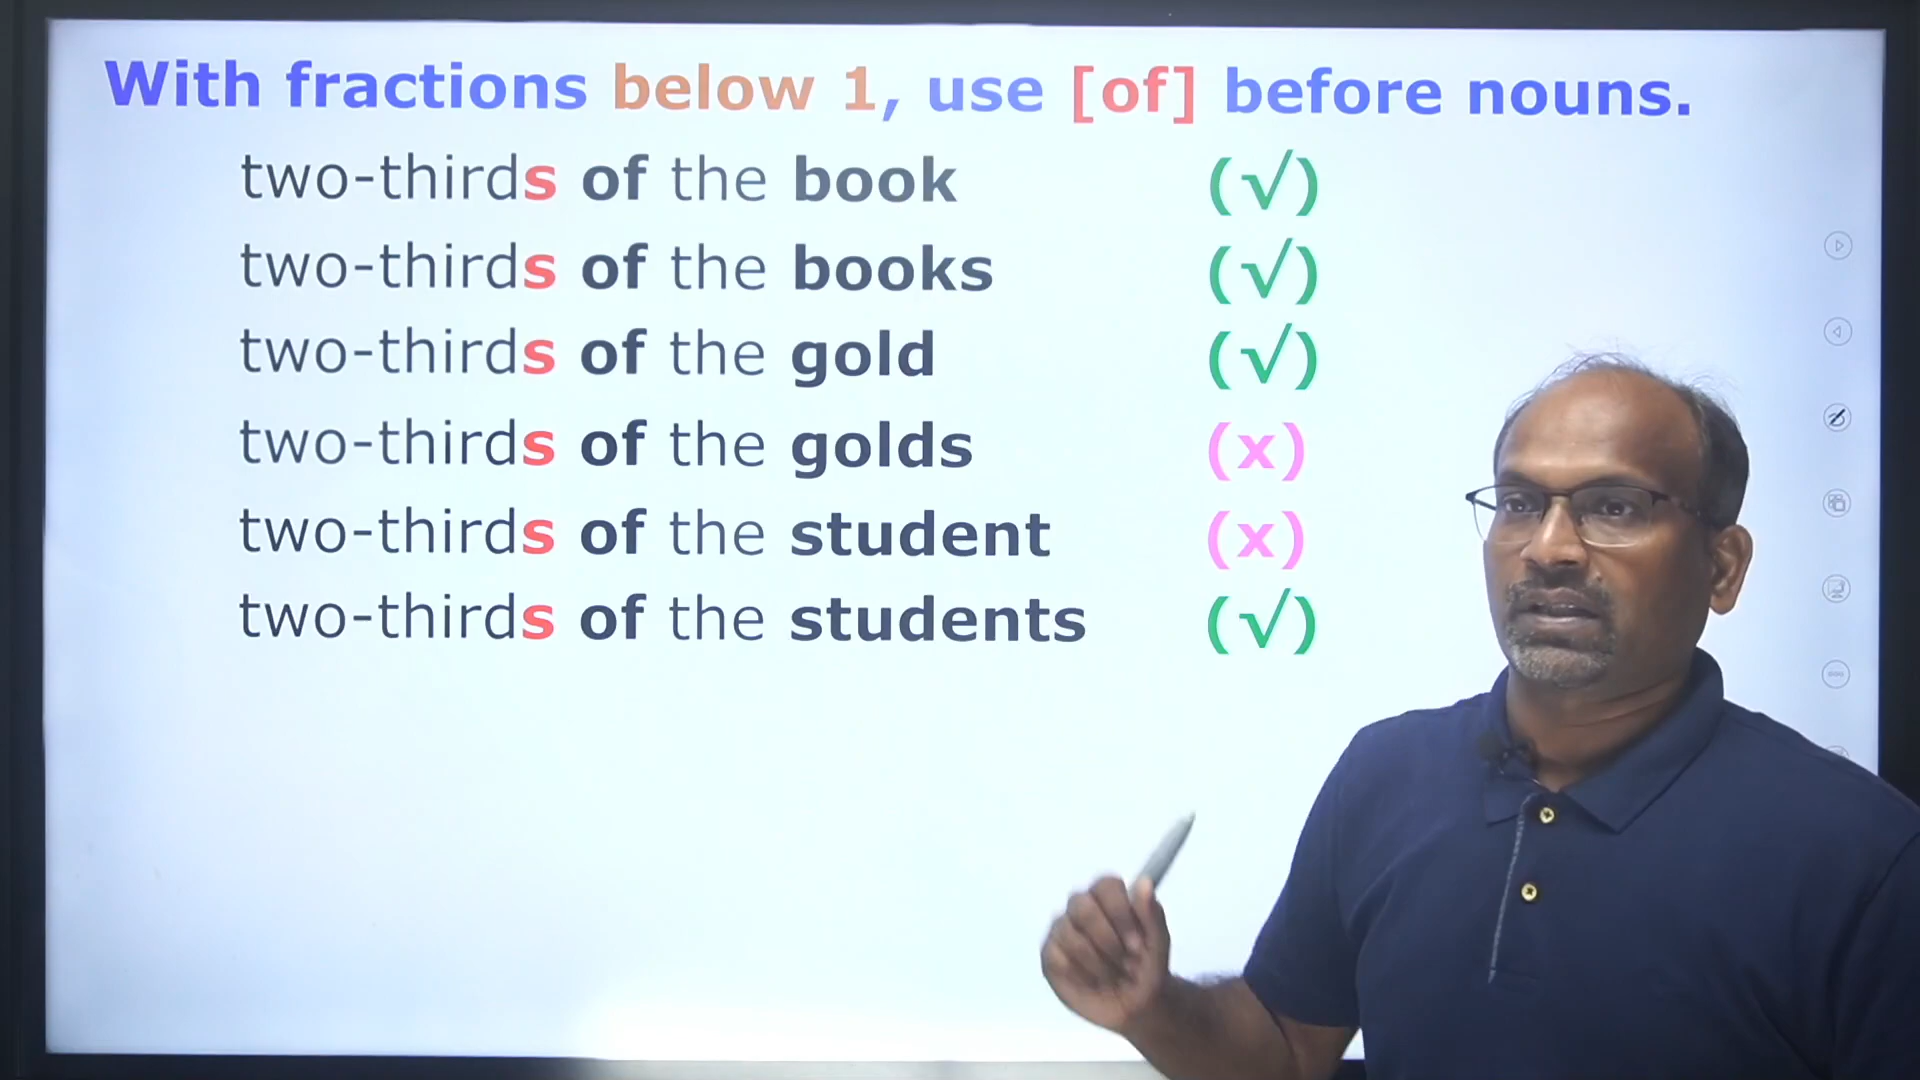 With fractions below 1, use [of] before nouns.
two-thirds of the book (√)
two-thirds of the books (√)
two-thirds of the gold (√)
two-thirds of the golds (x)
two-thirds of the student (x)
two-thirds of the students (√)